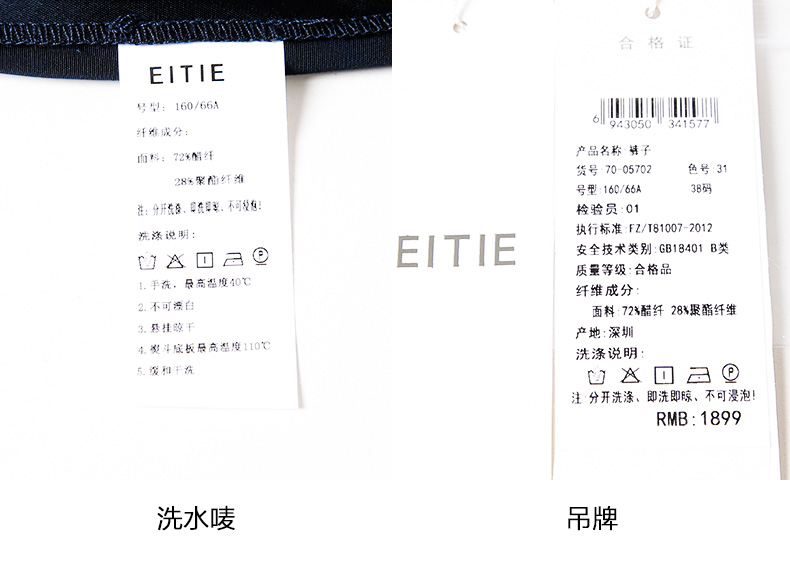 EITIE
号型: 160/66A
纤维成分:
面料: 72%醋纤
28%聚酯纤维
注: 分开洗涤、即洗即晾、不可浸泡!
洗涤说明:
1.手洗，最高温度40℃
2.不可漂白
3.悬挂晾干
4.熨斗底板最高温度110℃
5.缓和干洗
洗水唛
EITIE
合格证
6 943050 341577
产品名称: 裤子
货号 70-05702 色号 31
号型:160/66A 38码
检验员:01
执行标准:FZ/T81007-2012
安全技术类别:GB18401 B类
质量等级:合格品
纤维成分:
面料:72%醋纤 28%聚酯纤维
产地:深圳
洗涤说明:
P
注:分开洗涤、即洗即晾、不可浸泡!
RMB:1899
吊牌